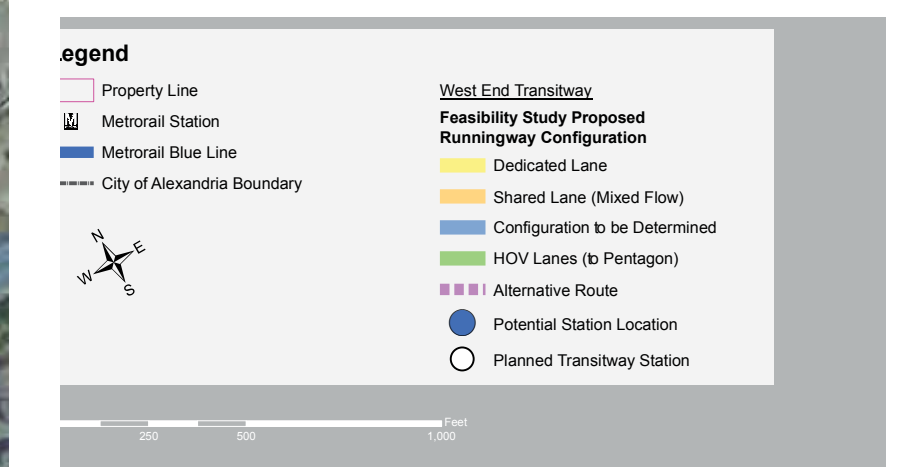 egend
Property Line
Metrorail Station
Metrorail Blue Line
City of Alexandria Boundary
N
E
W
S
West End Transitway
Feasibility Study Proposed
Runningway Configuration
Dedicated Lane
Shared Lane (Mixed Flow)
Configuration to be Determined
HOV Lanes (to Pentagon)
Alternative Route
Potential Station Location
Planned Transitway Station
Feet
250 500 1,000